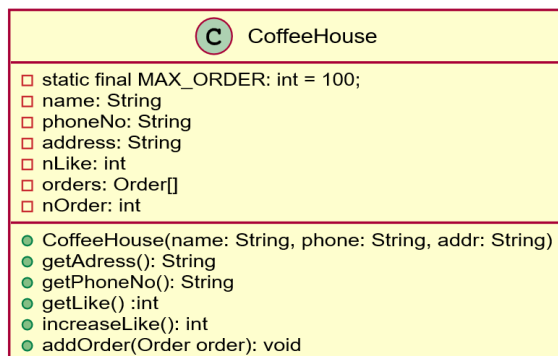 C CoffeeHouse
static final MAX_ORDER: int = 100;
name: String
phoneNo: String
address: String
nLike: int
orders: Order[]
nOrder: int
CoffeeHouse(name: String, phone: String, addr: String)
getAdress(): String
getPhoneNo(): String
getLike() :int
increaseLike(): int
addOrder(Order order): void